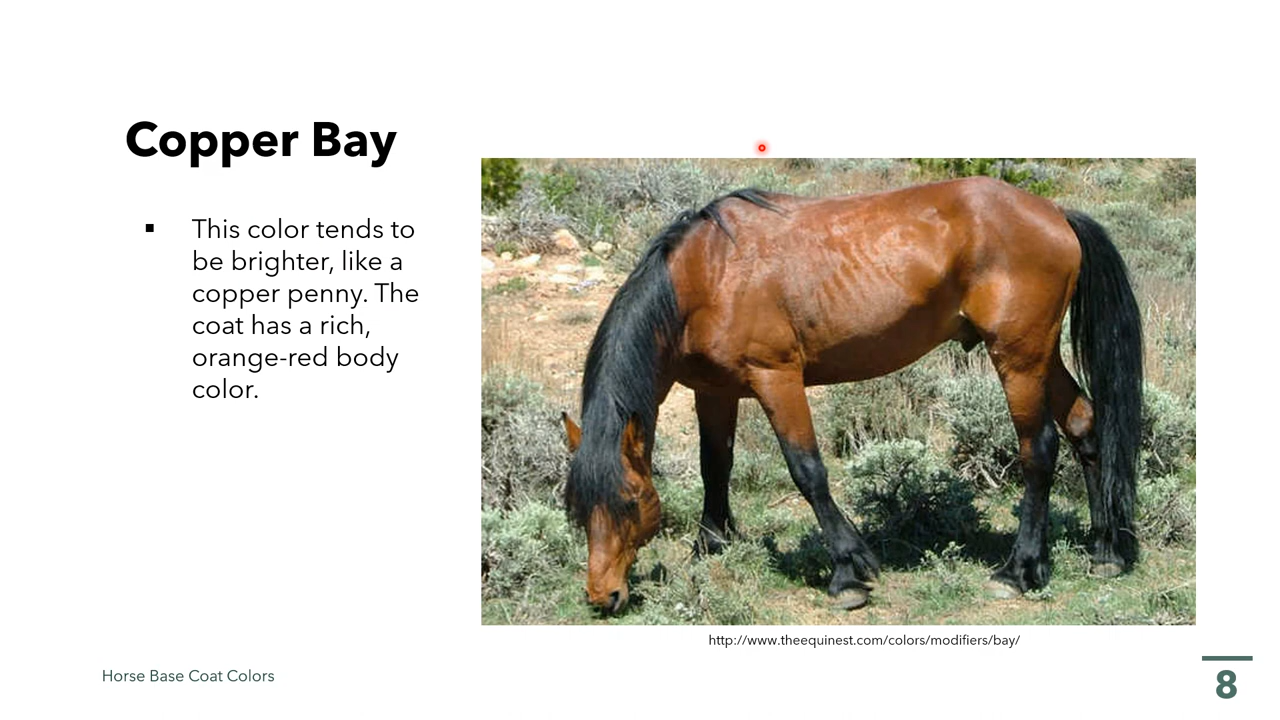 Copper Bay
▪ This color tends to
be brighter, like a
copper penny. The
coat has a rich,
orange-red body
color.
http://www.theequinest.com/colors/modifiers/bay/
Horse Base Coat Colors
8